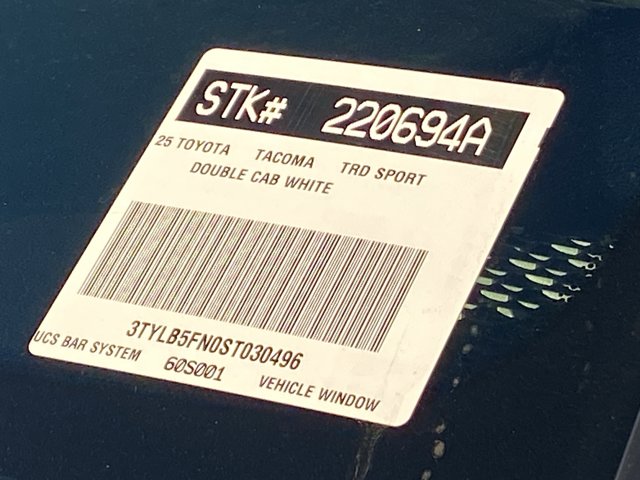 STK# 220694A
25 TOYOTA TACOMA TRD SPORT
DOUBLE CAB WHITE
3TYLB5FN0ST030496
UCS BAR SYSTEM 60S001 VEHICLE WINDOW